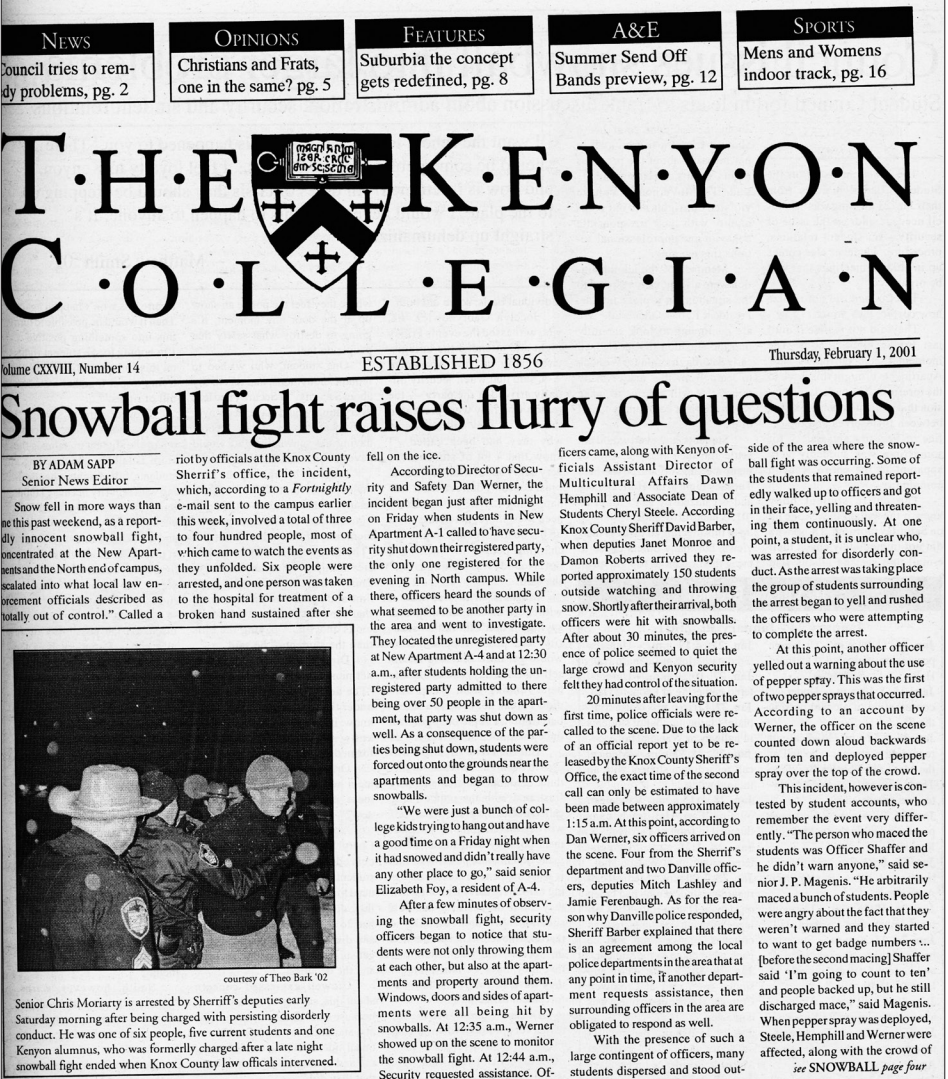 NEWS
Council tries to rem-
dy problems, pg. 2
OPINIONS
Christians and Frats,
one in the same? pg. 5
FEATURES
Suburbia the concept
gets redefined, pg. 8
A&E
Summer Send Off
Bands preview, pg. 12
SPORTS
Mens and Womens
indoor track, pg. 16
T·H·E K·E·N·Y·O·N
C·O·L·L·E·G·I·A·N
Volume CXXVIII, Number 14
ESTABLISHED 1856
Thursday, February 1, 2001
Snowball fight raises flurry of questions
BY ADAM SAPP
Senior News Editor
Snow fell in more ways than
ne this past weekend, as a report-
dly innocent snowball fight,
oncentrated at the New Apart-
ments and the North end of campus,
scalated into what local law en-
orcement officials described as
totally out of control." Called a
riot by officials at the Knox County
Sherrif's office, the incident,
which, according to a Fortnightly
e-mail sent to the campus earlier
this week, involved a total of three
to four hundred people, most of
which came to watch the events as
they unfolded. Six people were
arrested, and one person was taken
to the hospital for treatment of a
broken hand sustained after she
courtesy of Theo Bark '02
Senior Chris Moriarty is arrested by Sherriff's deputies early
Saturday morning after being charged with persisting disorderly
conduct. He was one of six people, five current students and one
Kenyon alumnus, who was formerlly charged after a late night
snowball fight ended when Knox County law officals intervened.
fell on the ice.
According to Director of Secu-
rity and Safety Dan Werner, the
incident began just after midnight
on Friday when students in New
Apartment A-1 called to have secu-
rity shut down their registered party,
the only one registered for the
evening in North campus. While
there, officers heard the sounds of
what seemed to be another party in
the area and went to investigate.
They located the unregistered party
at New Apartment A-4 and at 12:30
a.m., after students holding the un-
registered party admitted to there
being over 50 people in the apart-
ment, that party was shut down as
well. As a consequence of the par-
ties being shut down, students were
forced out onto the grounds near the
apartments and began to throw
snowballs.
"We were just a bunch of col-
lege kids trying to hang out and have
a good time on a Friday night when
it had snowed and didn't really have
any other place to go," said senior
Elizabeth Foy, a resident of A-4.
After a few minutes of observ-
ing the snowball fight, security
officers began to notice that stu-
dents were not only throwing them
at each other, but also at the apart-
ments and property around them.
Windows, doors and sides of apart-
ments were all being hit by
snowballs. At 12:35 a.m., Werner
showed up on the scene to monitor
the snowball fight. At 12:44 a.m.,
Security requested assistance. Of-
ficers came, along with Kenyon of-
ficials Assistant Director of
Multicultural Affairs Dawn
Hemphill and Associate Dean of
Students Cheryl Steele. According
Knox County Sheriff David Barber,
when deputies Janet Monroe and
Damon Roberts arrived they re-
ported approximately 150 students
outside watching and throwing
snow. Shortly after their arrival, both
officers were hit with snowballs.
After about 30 minutes, the pres-
ence of police seemed to quiet the
large crowd and Kenyon security
felt they had control of the situation.
20 minutes after leaving for the
first time, police officials were re-
called to the scene. Due to the lack
of an official report yet to be re-
leased by the Knox County Sheriff's
Office, the exact time of the second
call can only be estimated to have
been made between approximately
1:15 a.m. At this point, according to
Dan Werner, six officers arrived on
the scene. Four from the Sherrif's
department and two Danville offic-
ers, deputies Mitch Lashley and
Jamie Ferenbaugh. As for the rea-
son why Danville police responded,
Sheriff Barber explained that there
is an agreement among the local
police departments in the area that at
any point in time, if another depart-
ment requests assistance, then
surrounding officers in the area are
obligated to respond as well.
With the presence of such a
large contingent of officers, many
students dispersed and stood out-
side of the area where the snow-
ball fight was occurring. Some of
the students that remained report-
edly walked up to officers and got
in their face, yelling and threaten-
ing them continuously. At one
point, a student, it is unclear who,
was arrested for disorderly con-
duct. As the arrest was taking place
the group of students surrounding
the arrest began to yell and rushed
the officers who were attempting
to complete the arrest.
At this point, another officer
yelled out a warning about the use
of pepper spray. This was the first
of two pepper sprays that occurred.
According to an account by
Werner, the officer on the scene
counted down aloud backwards
from ten and deployed pepper
spray over the top of the crowd.
This incident, however is con-
tested by student accounts, who
remember the event very differ-
ently. "The person who maced the
students was Officer Shaffer and
he didn't warn anyone," said se-
nior J. P. Magenis. "He arbitrarily
maced a bunch of students. People
were angry about the fact that they
weren't warned and they started
to want to get badge numbers ...
[before the second macing] Shaffer
said 'I'm going to count to ten'
and people backed up, but he still
discharged mace," said Magenis.
When pepper spray was deployed,
Steele, Hemphill and Werner were
affected, along with the crowd of
see SNOWBALL page four